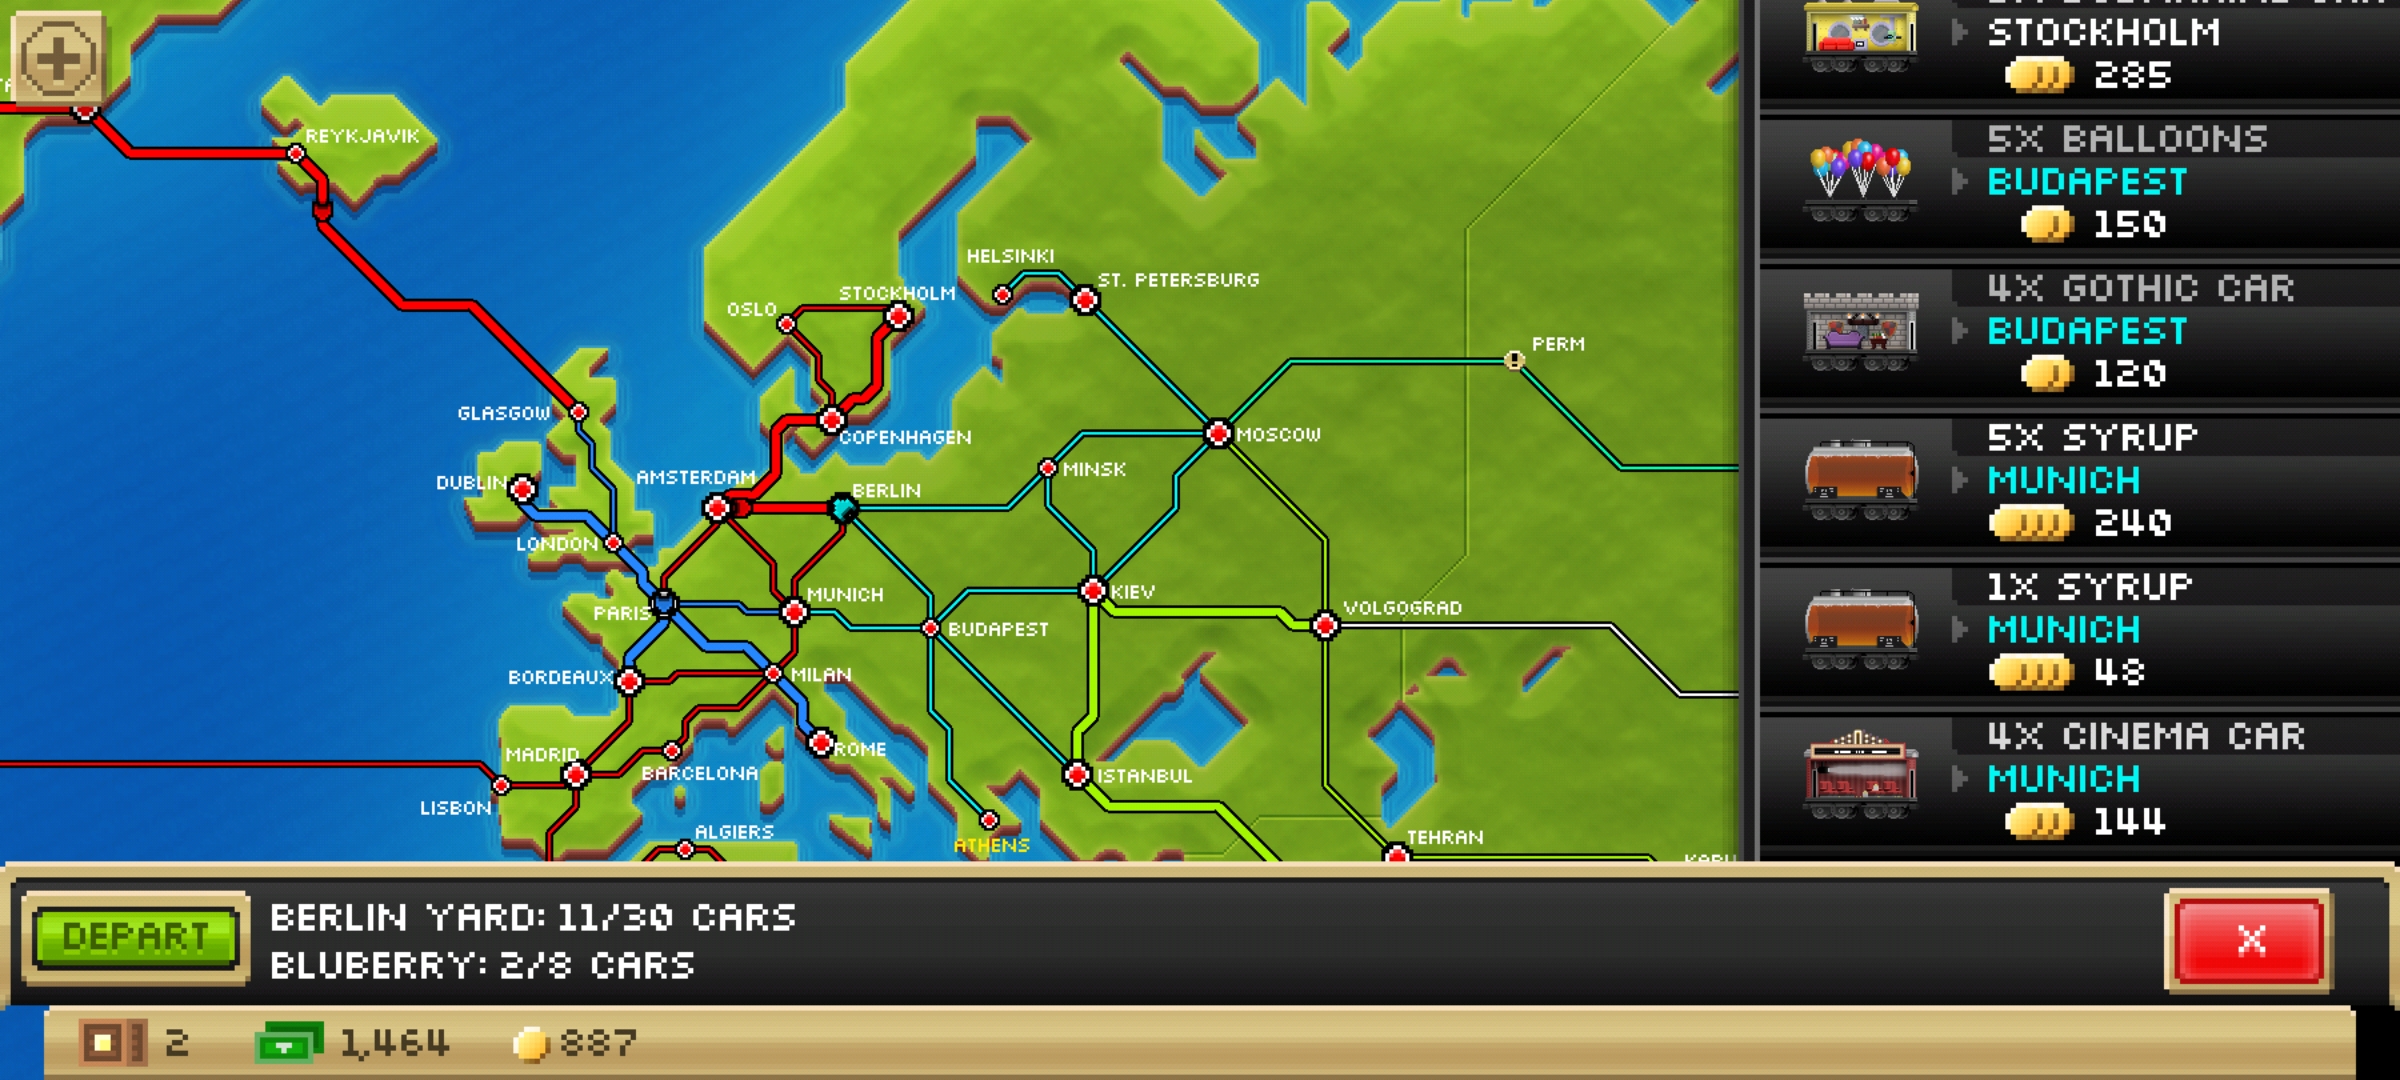 REYKJAVIK
HELSINKI
ST. PETERSBURG
STOCKHOLM
OSLO
PERM
GLASGOW
COPENHAGEN
MOSCOW
MINSK
AMSTERDAM
DUBLIN
BERLIN
LONDON
MUNICH
KIEV
PARIS
VOLGOGRAD
BUDAPEST
BORDEAUX
MILAN
MADRID
ROME
BARCELONA
ISTANBUL
LISBON
ALGIERS
ATHENS
TEHRAN
STOCKHOLM
285
5X BALLOONS
BUDAPEST
150
4X GOTHIC CAR
BUDAPEST
120
5X SYRUP
MUNICH
240
1X SYRUP
MUNICH
48
4X CINEMA CAR
MUNICH
144
DEPART
BERLIN YARD: 11/30 CARS
BLUBERRY: 2/8 CARS
X
2
1,464
887